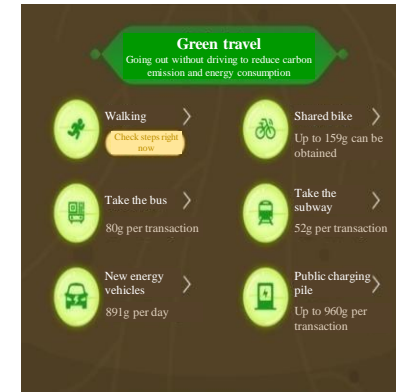 Green travel
Going out without driving to reduce carbon
emission and energy consumption
Walking
Check steps right
now
Shared bike
Up to 159g can be
obtained
Take the bus
80g per transaction
Take the
subway
52g per transaction
New energy
vehicles
891g per day
Public charging
pile
Up to 960g per
transaction